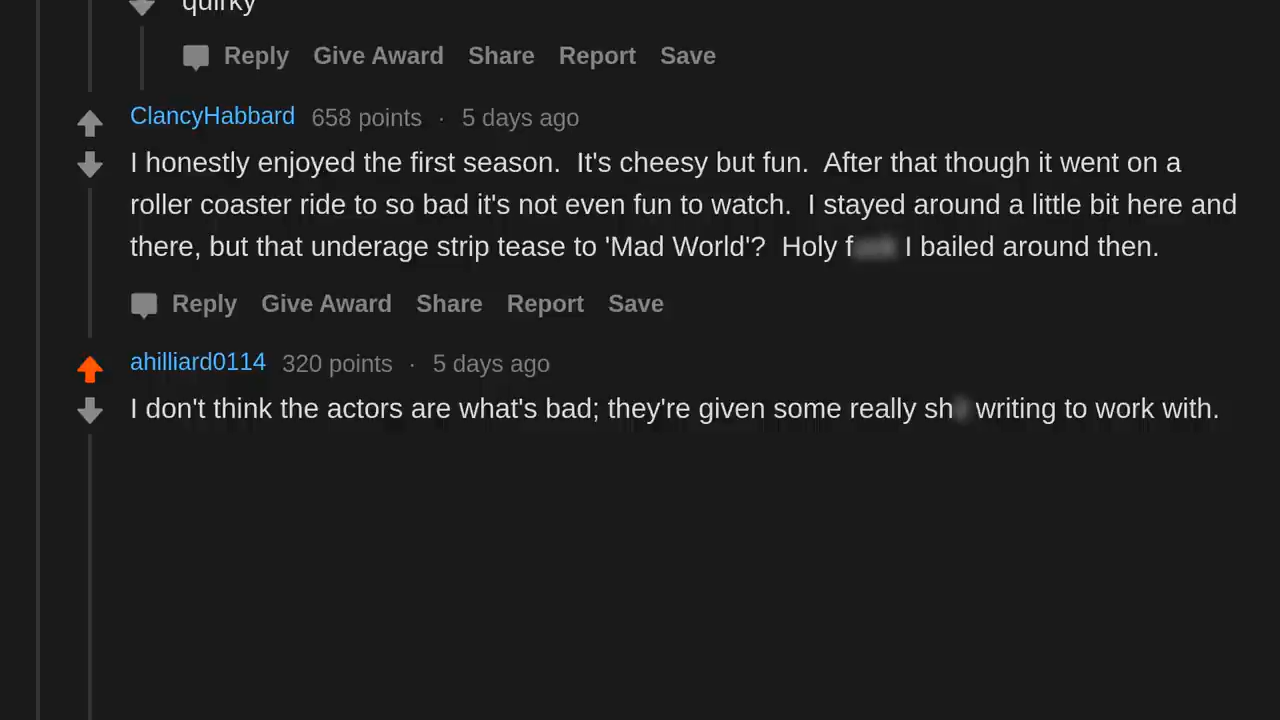 quirky
Reply Give Award Share Report Save
ClancyHabbard 658 points · 5 days ago
I honestly enjoyed the first season. It's cheesy but fun. After that though it went on a
roller coaster ride to so bad it's not even fun to watch. I stayed around a little bit here and
there, but that underage strip tease to 'Mad World'? Holy f I bailed around then.
Reply Give Award Share Report Save
ahilliard0114 320 points · 5 days ago
I don't think the actors are what's bad; they're given some really sh writing to work with.